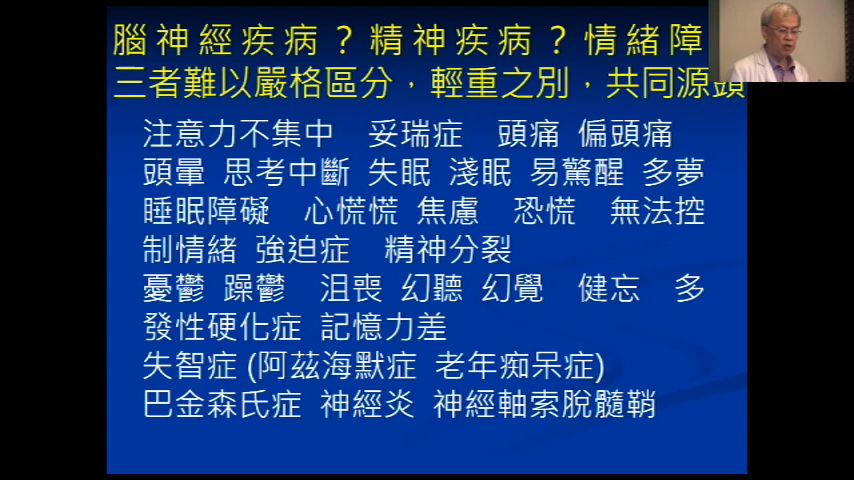 腦神經疾病？精神疾病？情緒障
三者難以嚴格區分，輕重之別，共同源頭
注意力不集中 妥瑞症 頭痛 偏頭痛
頭暈 思考中斷 失眠 淺眠 易驚醒 多夢
睡眠障礙 心慌慌 焦慮 恐慌 無法控
制情緒 強迫症 精神分裂
憂鬱 躁鬱 沮喪 幻聽 幻覺 健忘 多
發性硬化症 記憶力差
失智症 (阿茲海默症 老年痴呆症)
巴金森氏症 神經炎 神經軸索脫髓鞘